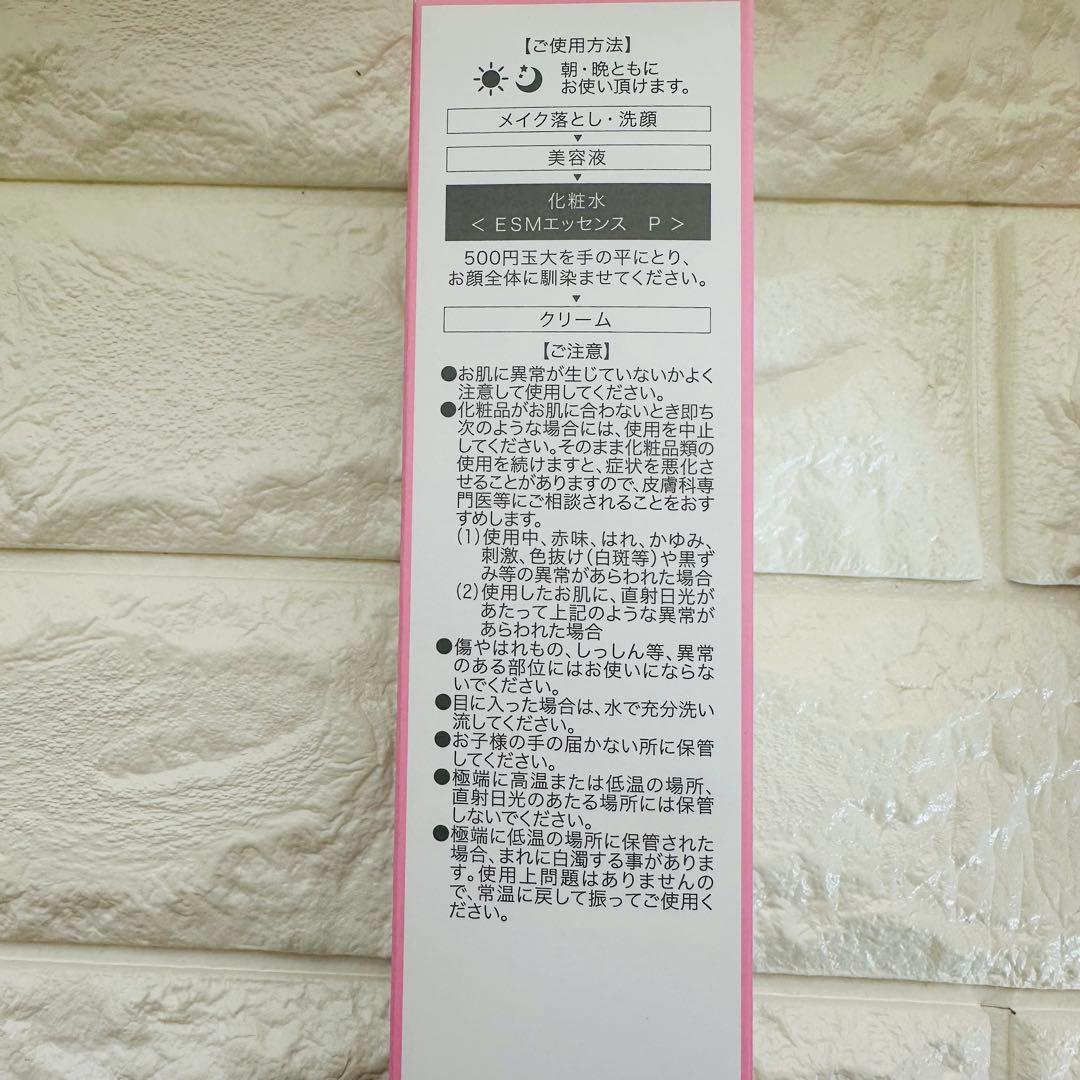 【ご使用方法】
朝・晩ともに
お使い頂けます。
メイク落とし・洗顔
▼
美容液
▼
化粧水
＜ ESMエッセンス　P ＞
500円玉大を手の平にとり、
お顔全体に馴染ませてください。
▼
クリーム
【ご注意】
●お肌に異常が生じていないかよく
注意して使用してください。
●化粧品がお肌に合わないとき即ち
次のような場合には、使用を中止
してください。そのまま化粧品類の
使用を続けますと、症状を悪化さ
せることがありますので、皮膚科専
門医等にご相談されることをおす
すめします。
(1)使用中、赤味、はれ、かゆみ、
刺激、色抜け(白斑等)や黒ず
み等の異常があらわれた場合
(2)使用したお肌に、直射日光が
あたって上記のような異常が
あらわれた場合
●傷やはれもの、しっしん等、異常
のある部位にはお使いにならな
いでください。
●目に入った場合は、水で充分洗い
流してください。
●お子様の手の届かない所に保管
してください。
●極端に高温または低温の場所、
直射日光のあたる場所には保管
しないでください。
●極端に低温の場所に保管された
場合、まれに白濁する事がありま
す。使用上問題はありませんの
で、常温に戻して振ってご使用く
ださい。